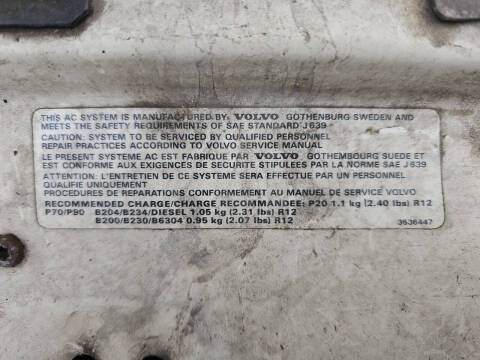 THIS AC SYSTEM IS MANUFACTURED BY: VOLVO GOTHENBURG SWEDEN AND
MEETS THE SAFETY REQUIREMENTS OF SAE STANDARD J639
CAUTION: SYSTEM TO BE SERVICED BY QUALIFIED PERSONNEL
REPAIR PRACTICES ACCORDING TO VOLVO SERVICE MANUAL
LE PRESENT SYSTEME AC EST FABRIQUE PAR VOLVO GOTHEMBOURG SUEDE ET
EST CONFORME AUX EXIGENCES DE SECURITE STIPULEES PAR LA NORME SAE J639
ATTENTION: L'ENTRETIEN DE CE SYSTEME SERA EFFECTUE PAR UN PERSONNEL
QUALIFIE UNIQUEMENT
PROCEDURES DE REPARATIONS CONFORMEMENT AU MANUEL DE SERVICE VOLVO
RECOMMENDED CHARGE/CHARGE RECOMMANDEE: P20 1.1 kg (2.40 lbs) R12
P70/P90 B204/B234/DIESEL 1.05 kg (2.31 lbs) R12
B200/B230/B6304 0.95 kg (2.07 lbs) R12 3536447